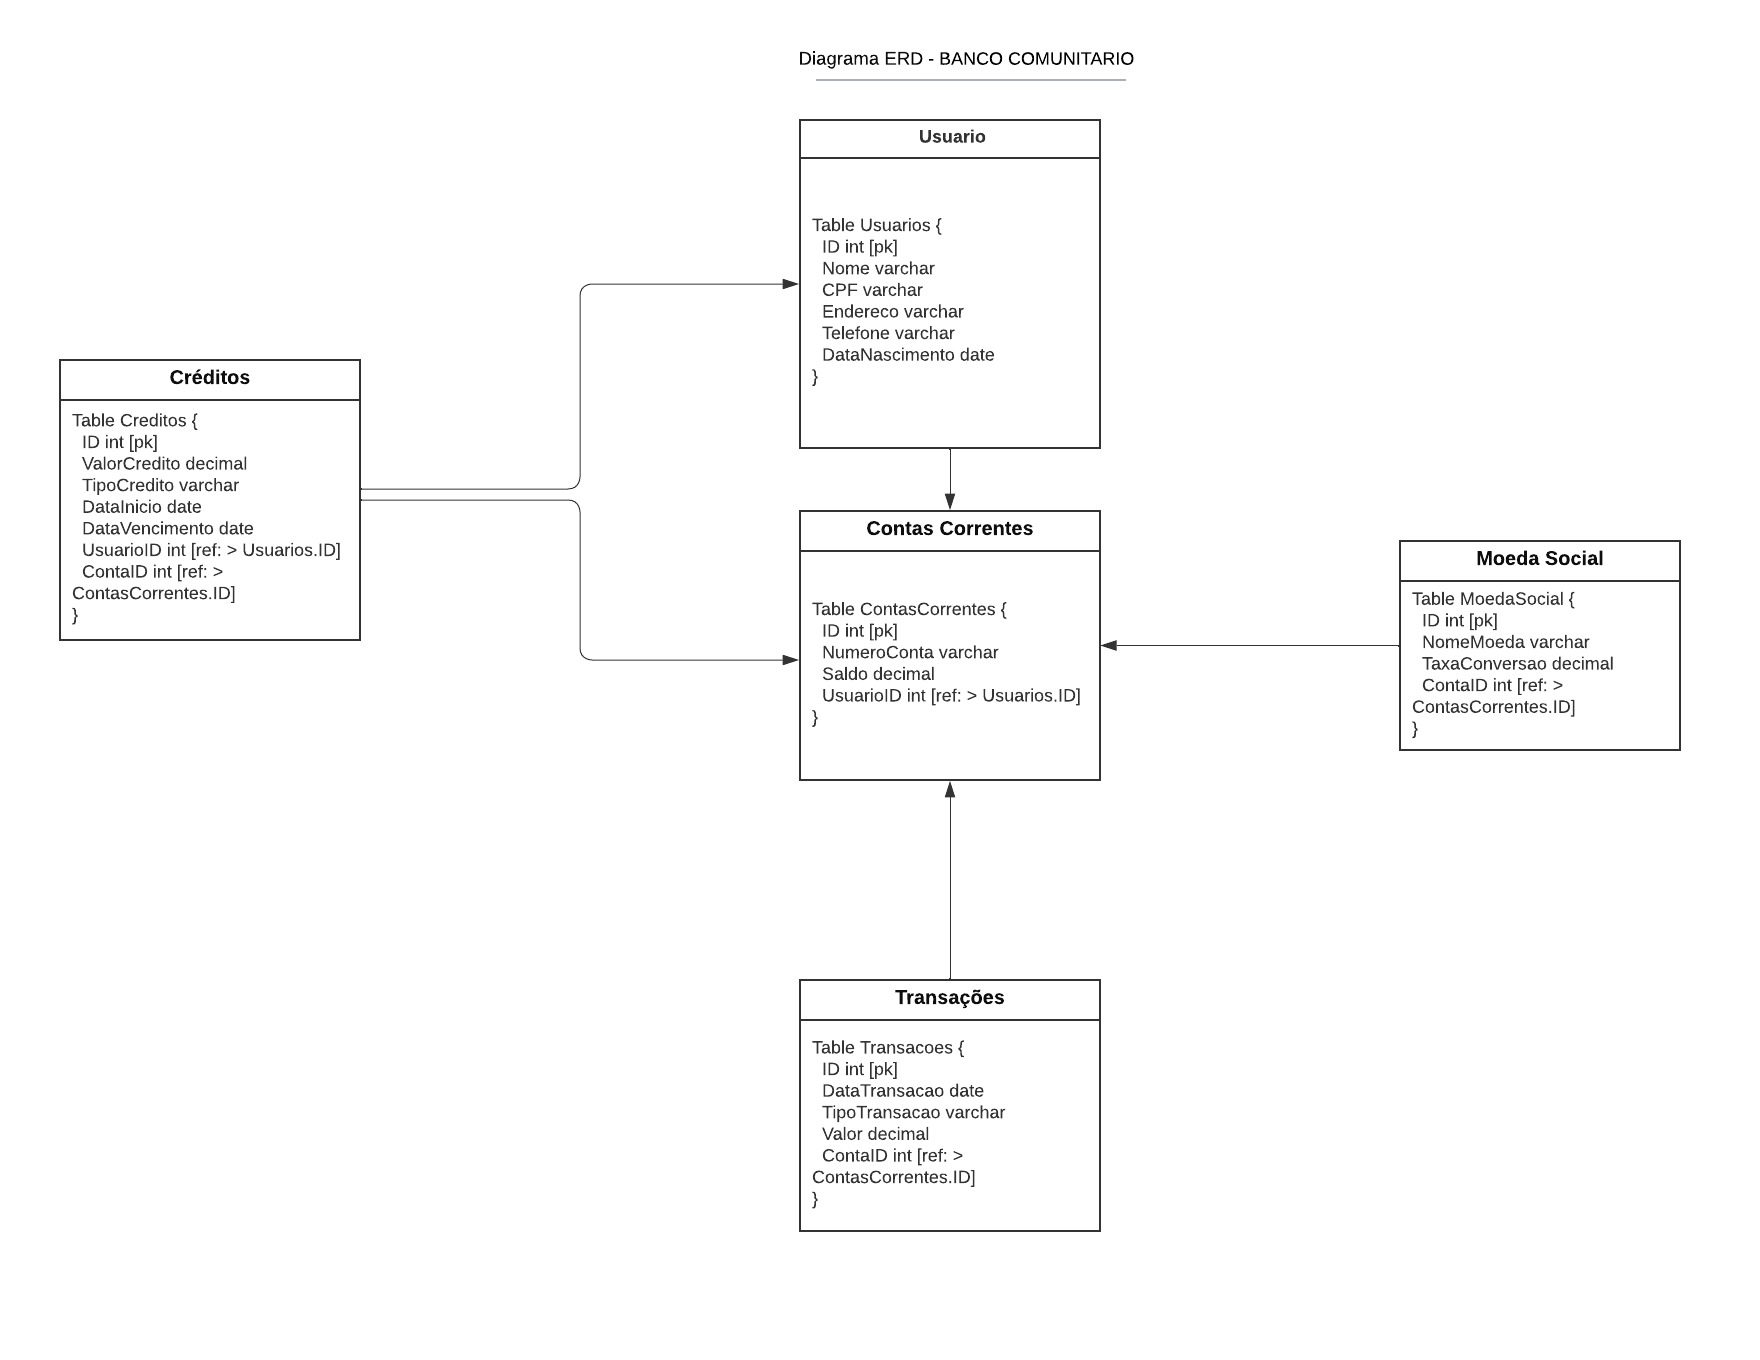 Diagrama ERD - BANCO COMUNITARIO
Usuario
Table Usuarios {
ID int [pk]
Nome varchar
CPF varchar
Endereco varchar
Telefone varchar
DataNascimento date
}
Créditos
Table Creditos {
ID int [pk]
ValorCredito decimal
TipoCredito varchar
DataInicio date
DataVencimento date
UsuarioID int [ref: > Usuarios.ID]
ContaID int [ref: >
ContasCorrentes.ID]
}
Contas Correntes
Table ContasCorrentes {
ID int [pk]
NumeroConta varchar
Saldo decimal
UsuarioID int [ref: > Usuarios.ID]
}
Moeda Social
Table MoedaSocial {
ID int [pk]
NomeMoeda varchar
TaxaConversao decimal
ContaID int [ref: >
ContasCorrentes.ID]
}
Transações
Table Transacoes {
ID int [pk]
DataTransacao date
TipoTransacao varchar
Valor decimal
ContaID int [ref: >
ContasCorrentes.ID]
}